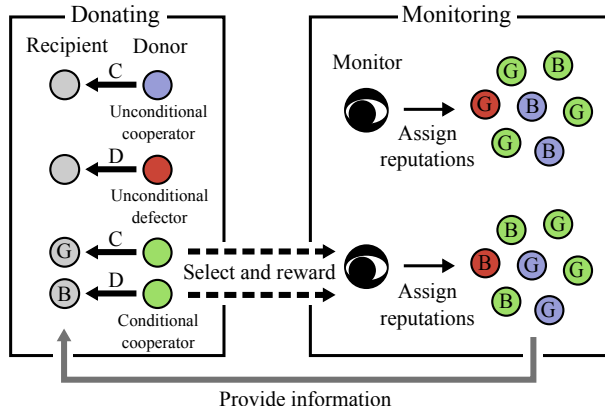 Donating
Recipient Donor
C
Unconditional
cooperator
D
Unconditional
defector
G C
B D
Conditional
cooperator
Select and reward
Monitoring
Monitor
Assign
reputations
G B
G B G
G B
Assign
reputations
B G
B G G
B G
Provide information